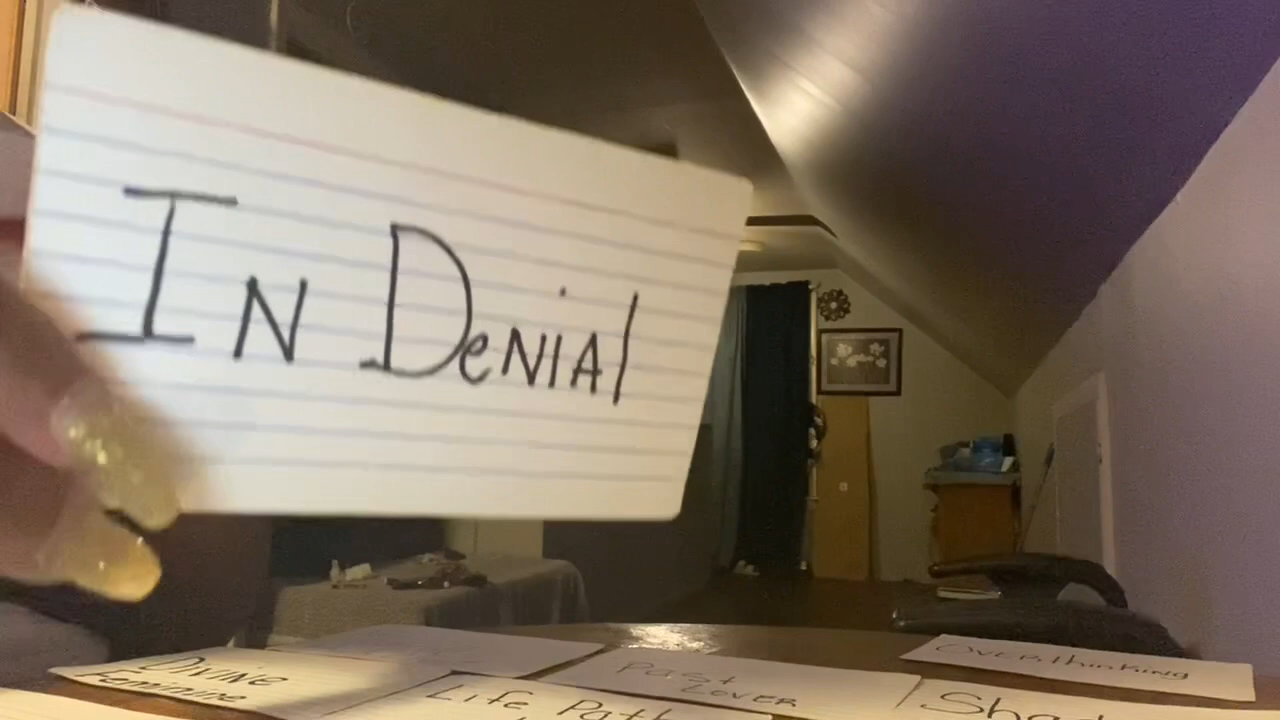 In Denial
Divine
Feminine
Life Path
Past
Lover
Overthinking